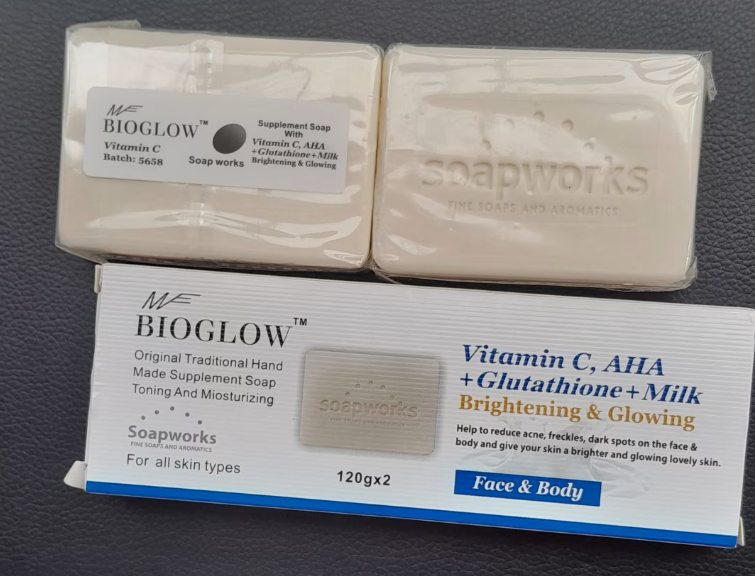 ME
BIOGLOW™
Vitamin C
Batch: 5658
Soap works
Supplement Soap
With
Vitamin C, AHA
+Glutathione+Milk
Brightening & Glowing
soapworks
FINE SOAPS AND AROMATICS
ME
BIOGLOW™
Original Traditional Hand
Made Supplement Soap
Toning And Miosturizing
Soapworks
FINE SOAPS AND AROMATICS
For all skin types
soapworks
120gx2
Vitamin C, AHA
+Glutathione+Milk
Brightening & Glowing
Help to reduce acne, freckles, dark spots on the face &
body and give your skin a brighter and glowing lovely skin.
Face & Body